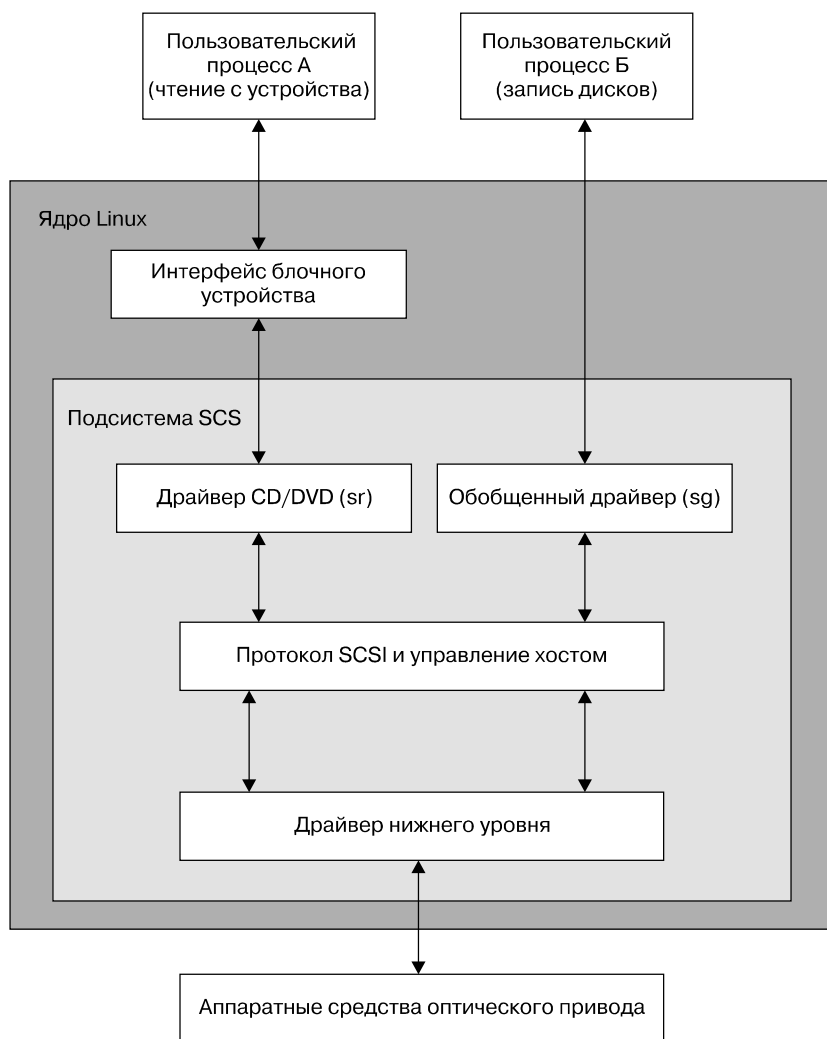 Пользовательский
процесс А
(чтение с устройства)
Пользовательский
процесс Б
(запись дисков)
Ядро Linux
Интерфейс блочного
устройства
Подсистема SCS
Драйвер CD/DVD (sr)
Обобщенный драйвер (sg)
Протокол SCSI и управление хостом
Драйвер нижнего уровня
Аппаратные средства оптического привода